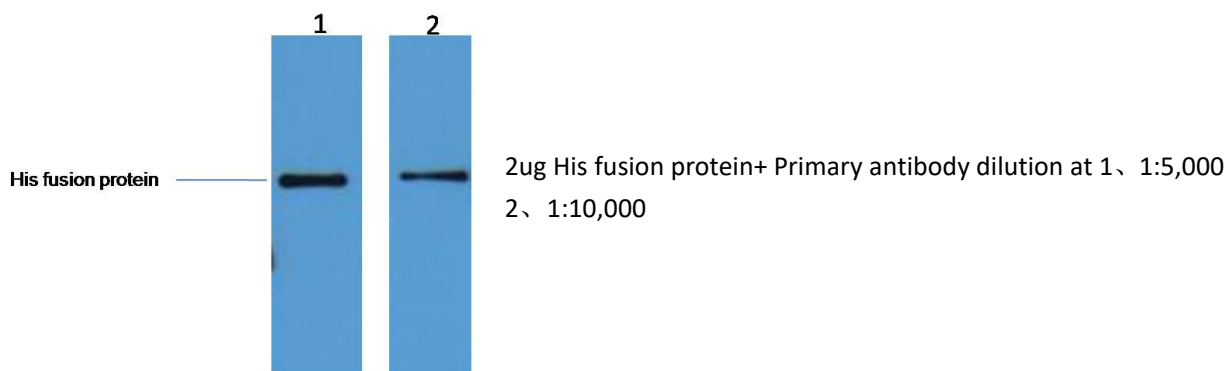 1
2
His fusion protein
2ug His fusion protein+ Primary antibody dilution at 1、1:5,000
2、1:10,000